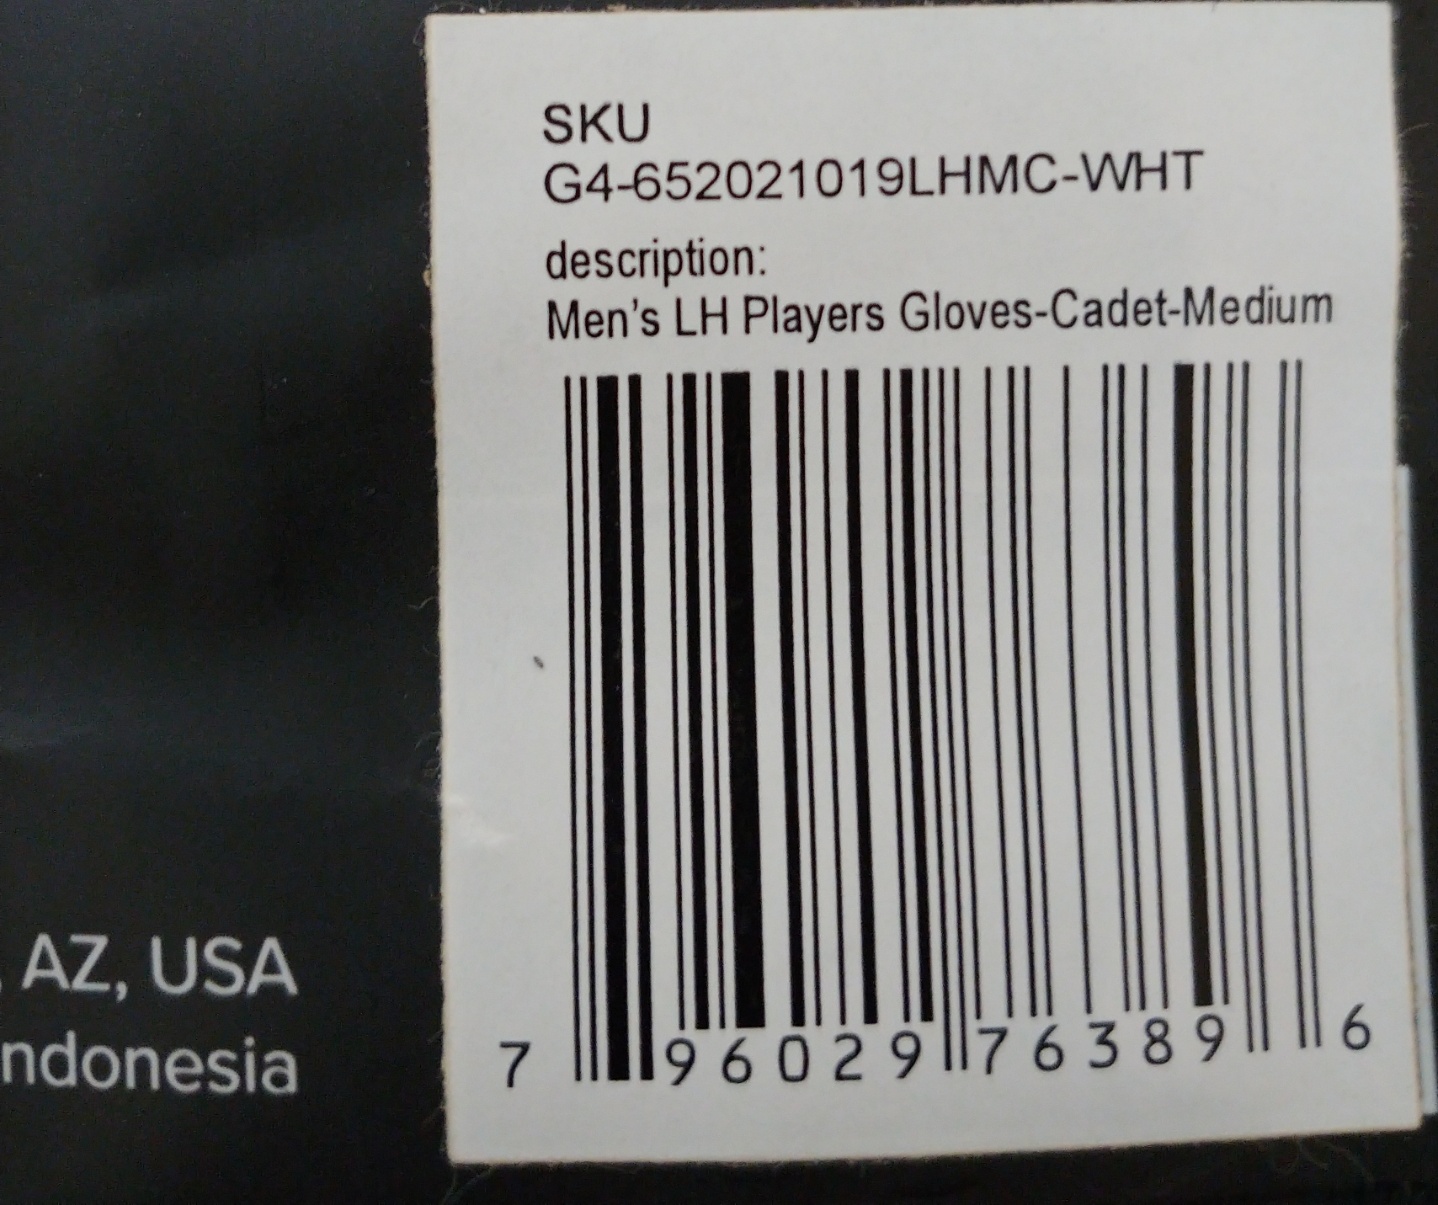 SKU
G4-652021019LHMC-WHT
description:
Men's LH Players Gloves-Cadet-Medium
7 96029 76389 6
AZ, USA
ndonesia